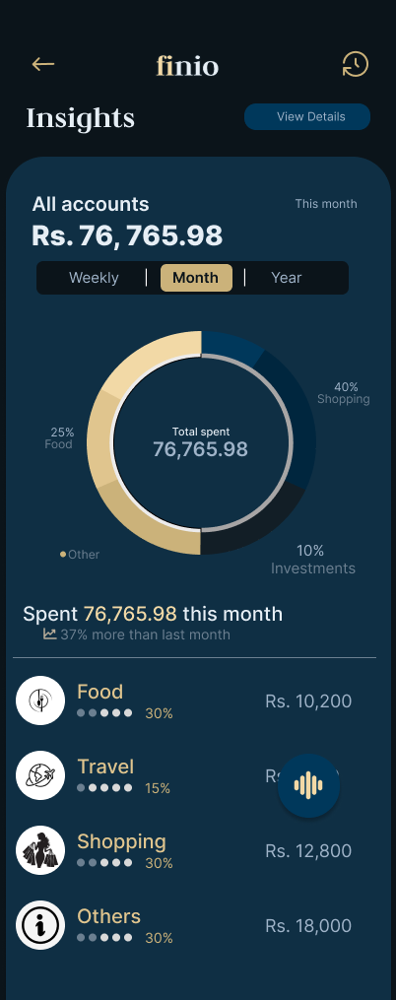 finio
Insights
View Details
All accounts
This month
Rs. 76, 765.98
Weekly
Month
Year
40%
Shopping
25%
Food
Total spent
76,765.98
Other
10%
Investments
Spent 76,765.98 this month
37% more than last month
Food
30%
Rs. 10,200
Travel
15%
Shopping
30%
Rs. 12,800
Others
30%
Rs. 18,000